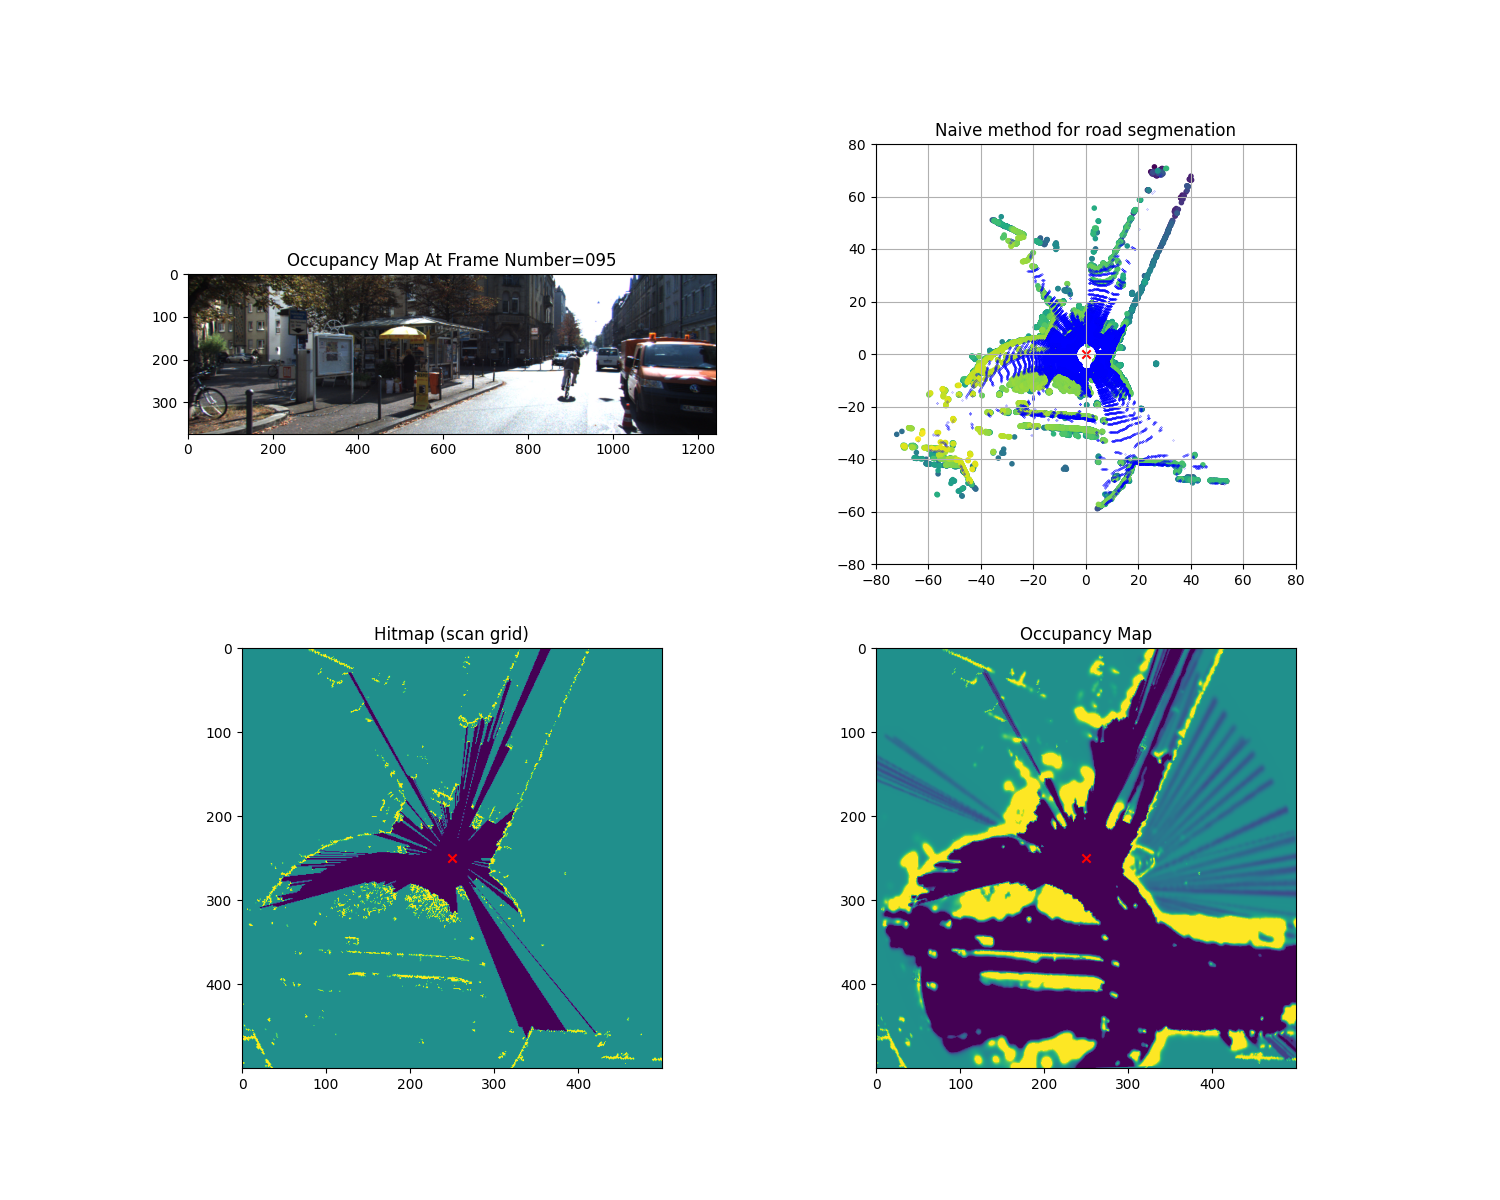 Occupancy Map At Frame Number=095
0
100
200
300
0 200 400 600 800 1000 1200
Naive method for road segmenation
80
60
40
20
0
−20
−40
−60
−80
−80 −60 −40 −20 0 20 40 60 80
Hitmap (scan grid)
0
100
200
300
400
0 100 200 300 400
Occupancy Map
0
100
200
300
400
0 100 200 300 400